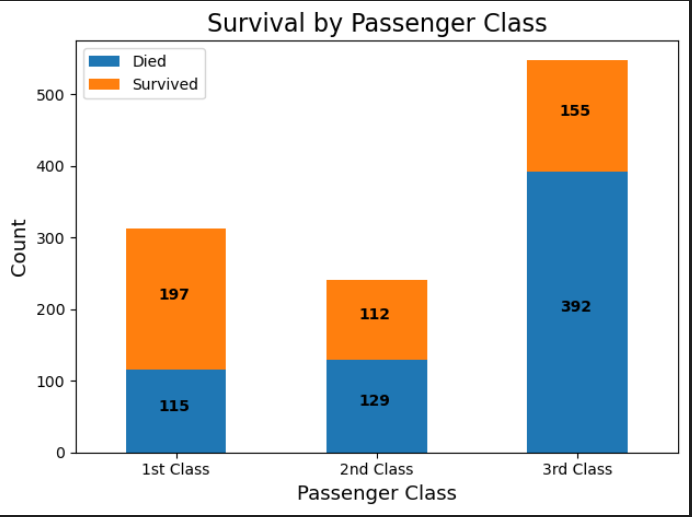 Survival by Passenger Class
Died
Survived
Count
500
400
300
200
100
0
197
115
112
129
155
392
1st Class
2nd Class
3rd Class
Passenger Class